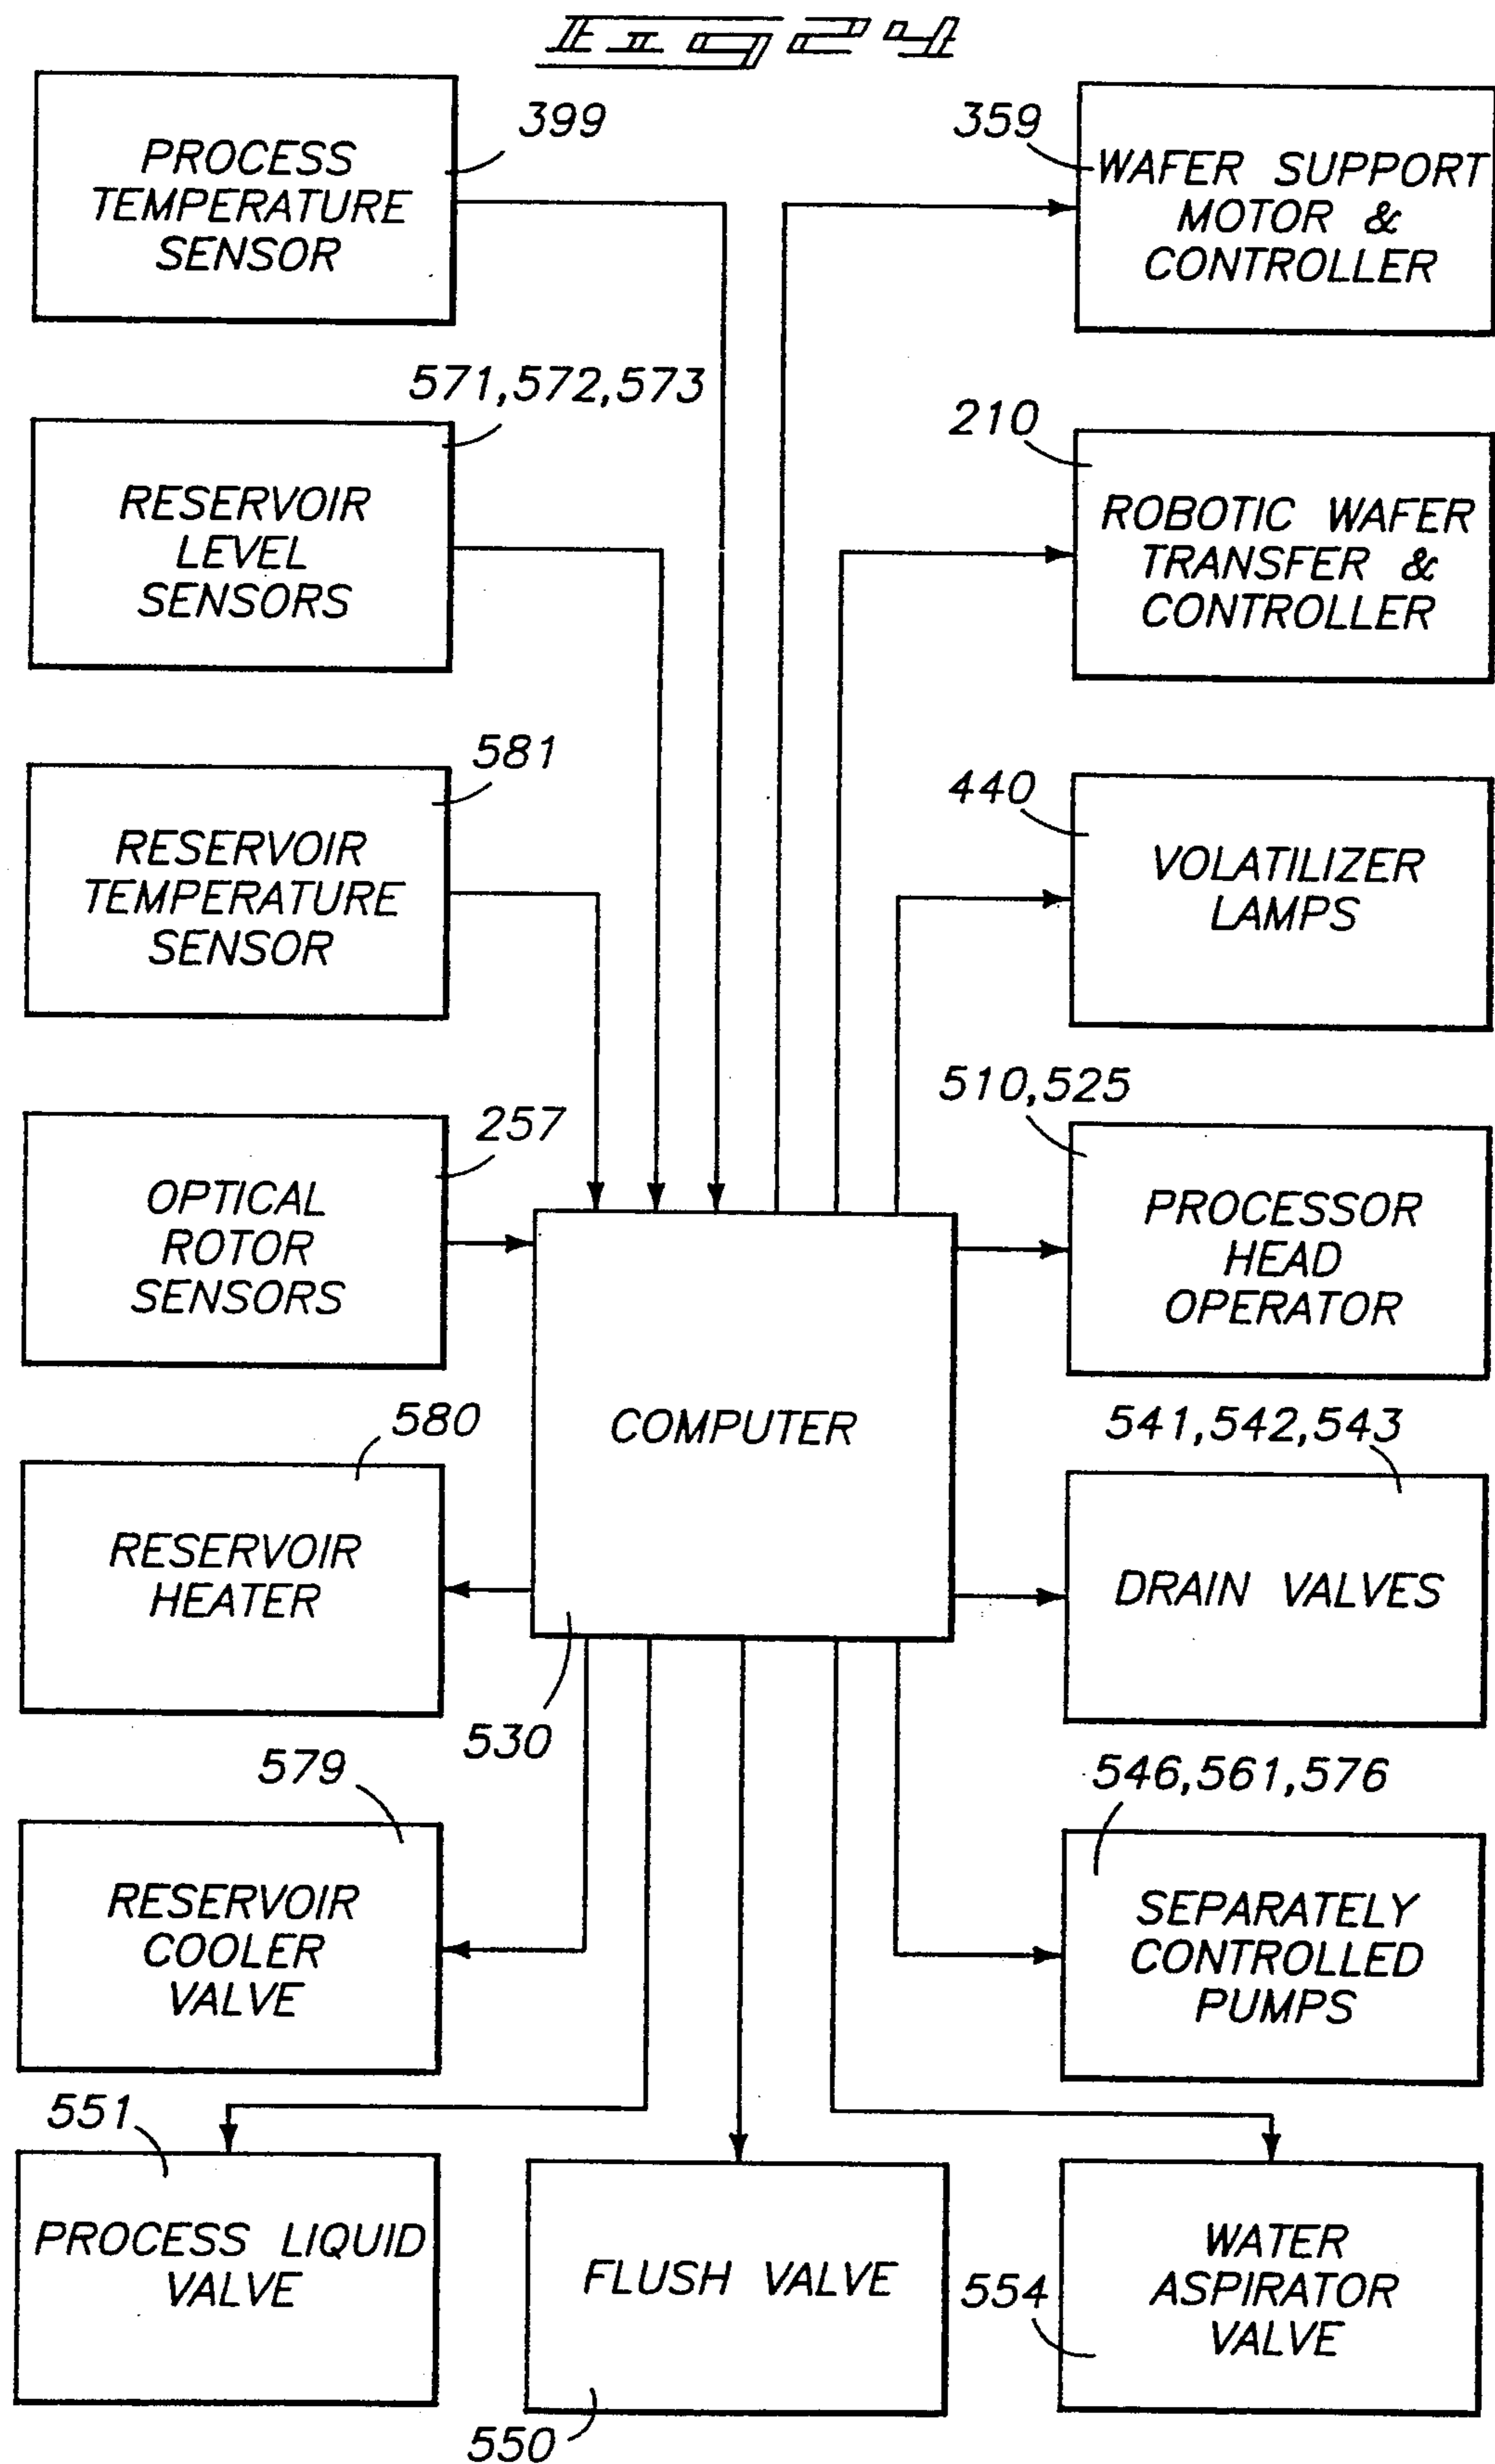 Fig 24
PROCESS
TEMPERATURE
SENSOR
399
359
WAFER SUPPORT
MOTOR &
CONTROLLER
571,572,573
RESERVOIR
LEVEL
SENSORS
210
ROBOTIC WAFER
TRANSFER &
CONTROLLER
581
RESERVOIR
TEMPERATURE
SENSOR
440
VOLATILIZER
LAMPS
257
OPTICAL
ROTOR
SENSORS
510,525
PROCESSOR
HEAD
OPERATOR
COMPUTER
530
580
RESERVOIR
HEATER
541,542,543
DRAIN VALVES
579
RESERVOIR
COOLER
VALVE
546,561,576
SEPARATELY
CONTROLLED
PUMPS
551
PROCESS LIQUID
VALVE
FLUSH VALVE
550
554
WATER
ASPIRATOR
VALVE